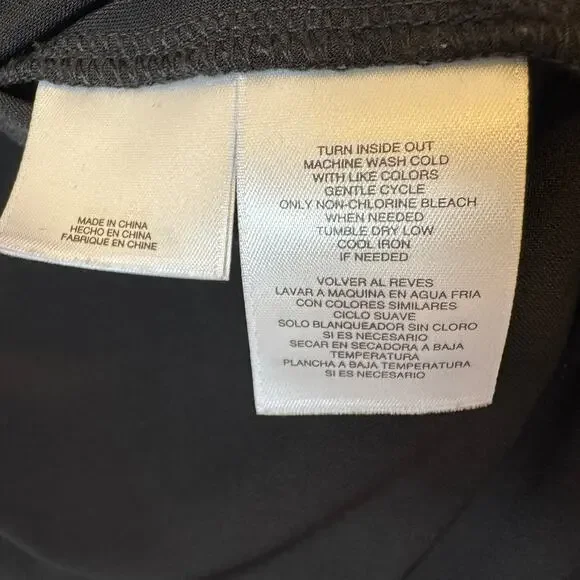 MADE IN CHINA
HECHO EN CHINA
FABRIQUE EN CHINE
TURN INSIDE OUT
MACHINE WASH COLD
WITH LIKE COLORS
GENTLE CYCLE
ONLY NON-CHLORINE BLEACH
WHEN NEEDED
TUMBLE DRY LOW
COOL IRON
IF NEEDED
VOLVER AL REVES
LAVAR A MAQUINA EN AGUA FRIA
CON COLORES SIMILARES
CICLO SUAVE
SOLO BLANQUEADOR SIN CLORO
SI ES NECESARIO
SECAR EN SECADORA A BAJA
TEMPERATURA
PLANCHA A BAJA TEMPERATURA
SI ES NECESARIO